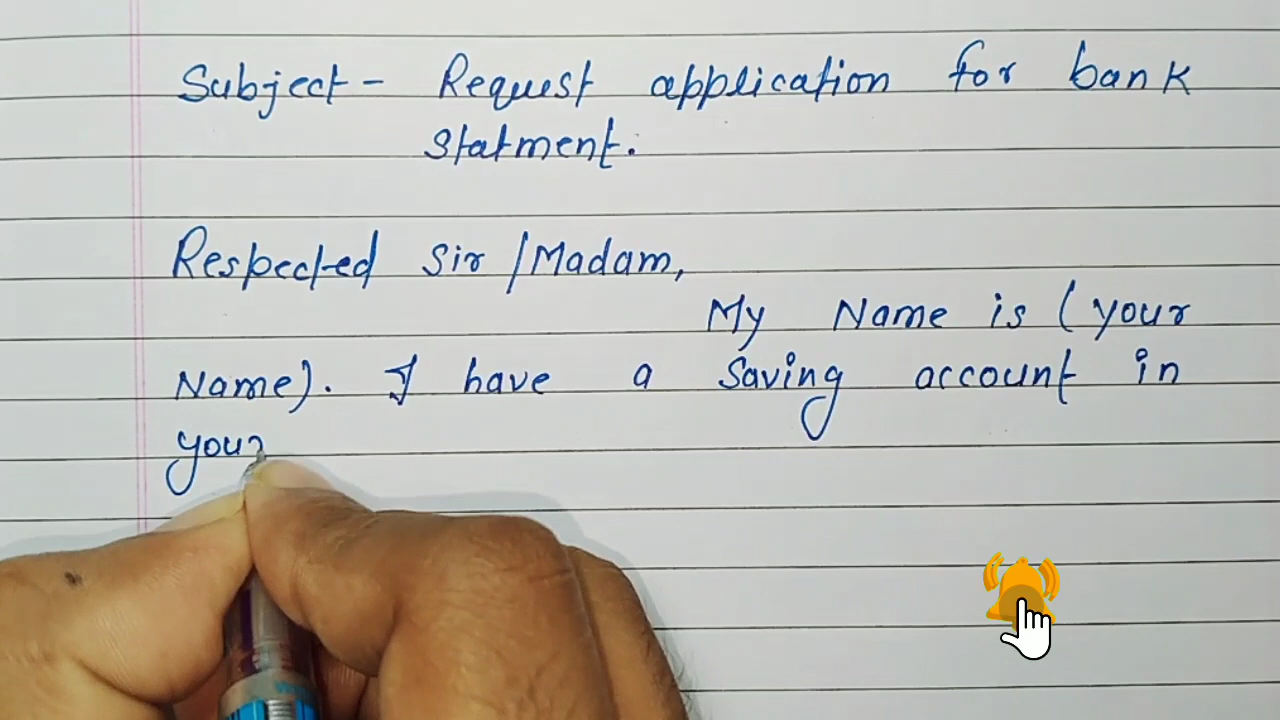 Subject- Request application for bank
statment.
Respected Sir/Madam,
My Name is (your
Name). I have a Saving account in
your